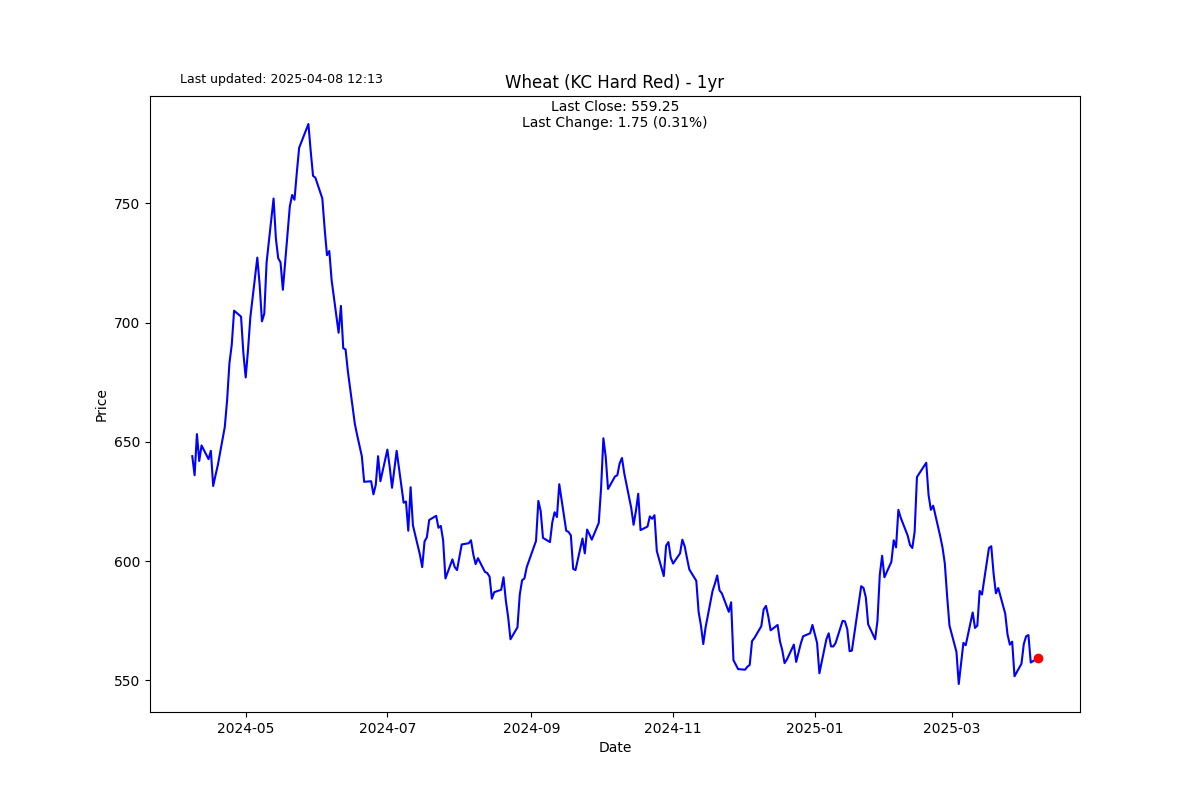 Last updated: 2025-04-08 12:13
Wheat (KC Hard Red) - 1yr
Last Close: 559.25
Last Change: 1.75 (0.31%)
750
700
650
600
550
Price
2024-05
2024-07
2024-09
2024-11
2025-01
2025-03
Date